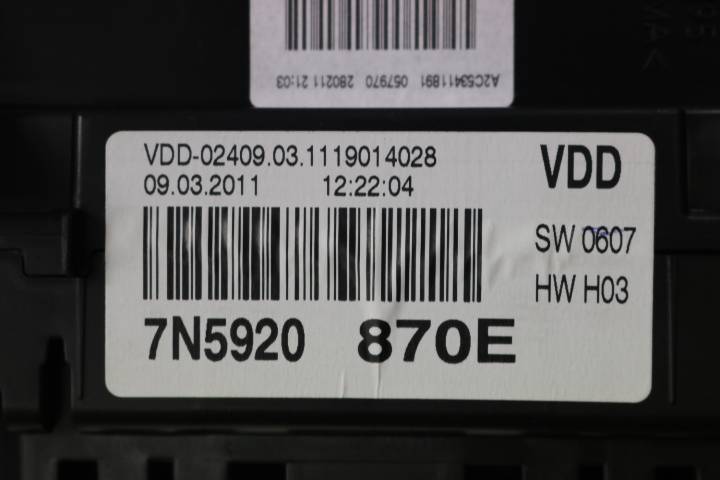 A2C53411891 057970 280211 21:03
VDD-02409.03.1119014028
09.03.2011 12:22:04
VDD
SW 0607
HW H03
7N5920 870E